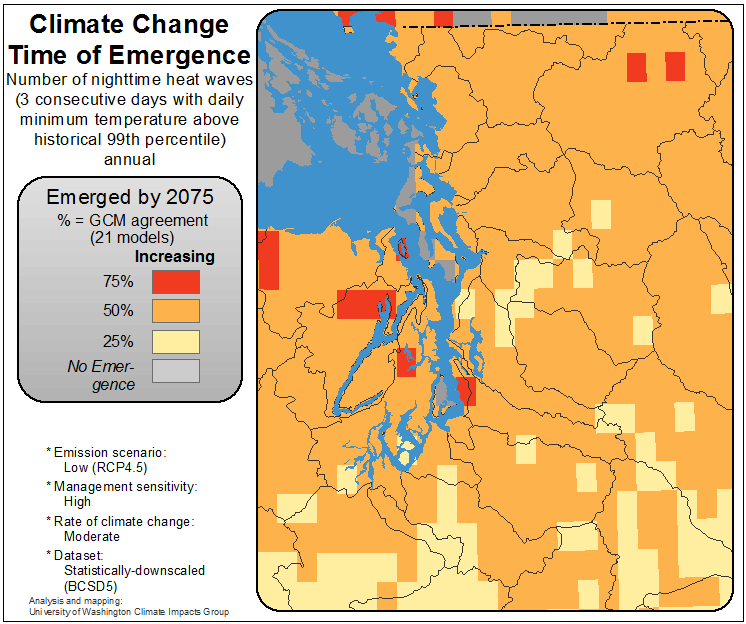 Climate Change
Time of Emergence
Number of nighttime heat waves
(3 consecutive days with daily
minimum temperature above
historical 99th percentile)
annual
Emerged by 2075
% = GCM agreement
(21 models)
Increasing
75%
50%
25%
No Emer-
gence
* Emission scenario:
Low (RCP4.5)
* Management sensitivity:
High
* Rate of climate change:
Moderate
* Dataset:
Statistically-downscaled
(BCSD5)
Analysis and mapping:
University of Washington Climate Impacts Group